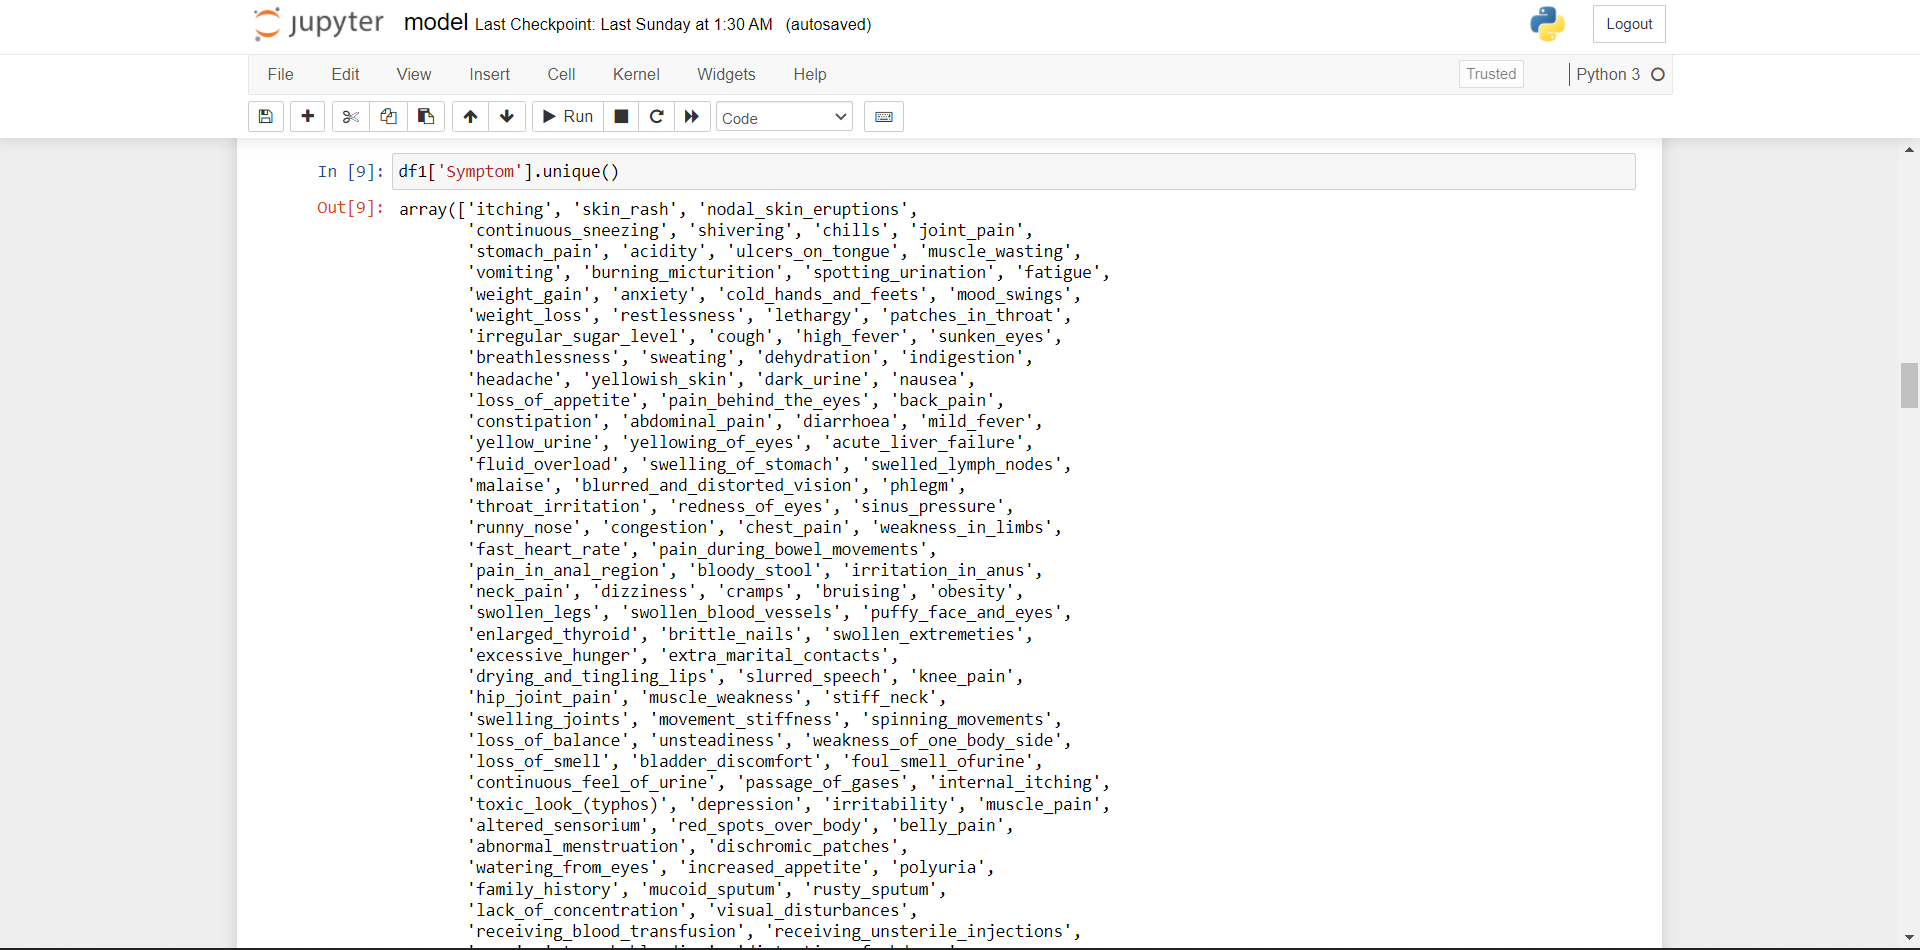 jupyter model Last Checkpoint: Last Sunday at 1:30 AM (autosaved) Logout
File Edit View Insert Cell Kernel Widgets Help Trusted Python 3
Run Code
In [9]: df1['Symptom'].unique()
Out[9]: array(['itching', 'skin_rash', 'nodal_skin_eruptions',
'continuous_sneezing', 'shivering', 'chills', 'joint_pain',
'stomach_pain', 'acidity', 'ulcers_on_tongue', 'muscle_wasting',
'vomiting', 'burning_micturition', 'spotting_urination', 'fatigue',
'weight_gain', 'anxiety', 'cold_hands_and_feets', 'mood_swings',
'weight_loss', 'restlessness', 'lethargy', 'patches_in_throat',
'irregular_sugar_level', 'cough', 'high_fever', 'sunken_eyes',
'breathlessness', 'sweating', 'dehydration', 'indigestion',
'headache', 'yellowish_skin', 'dark_urine', 'nausea',
'loss_of_appetite', 'pain_behind_the_eyes', 'back_pain',
'constipation', 'abdominal_pain', 'diarrhoea', 'mild_fever',
'yellow_urine', 'yellowing_of_eyes', 'acute_liver_failure',
'fluid_overload', 'swelling_of_stomach', 'swelled_lymph_nodes',
'malaise', 'blurred_and_distorted_vision', 'phlegm',
'throat_irritation', 'redness_of_eyes', 'sinus_pressure',
'runny_nose', 'congestion', 'chest_pain', 'weakness_in_limbs',
'fast_heart_rate', 'pain_during_bowel_movements',
'pain_in_anal_region', 'bloody_stool', 'irritation_in_anus',
'neck_pain', 'dizziness', 'cramps', 'bruising', 'obesity',
'swollen_legs', 'swollen_blood_vessels', 'puffy_face_and_eyes',
'enlarged_thyroid', 'brittle_nails', 'swollen_extremeties',
'excessive_hunger', 'extra_marital_contacts',
'drying_and_tingling_lips', 'slurred_speech', 'knee_pain',
'hip_joint_pain', 'muscle_weakness', 'stiff_neck',
'swelling_joints', 'movement_stiffness', 'spinning_movements',
'loss_of_balance', 'unsteadiness', 'weakness_of_one_body_side',
'loss_of_smell', 'bladder_discomfort', 'foul_smell_ofurine',
'continuous_feel_of_urine', 'passage_of_gases', 'internal_itching',
'toxic_look_(typhos)', 'depression', 'irritability', 'muscle_pain',
'altered_sensorium', 'red_spots_over_body', 'belly_pain',
'abnormal_menstruation', 'dischromic_patches',
'watering_from_eyes', 'increased_appetite', 'polyuria',
'family_history', 'mucoid_sputum', 'rusty_sputum',
'lack_of_concentration', 'visual_disturbances',
'receiving_blood_transfusion', 'receiving_unsterile_injections',